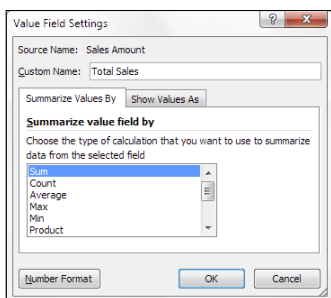 Value Field Settings
Source Name: Sales Amount
Custom Name: Total Sales
Summarize Values By Show Values As
Summarize value field by
Choose the type of calculation that you want to use to summarize
data from the selected field
Sum
Count
Average
Max
Min
Product
Number Format OK Cancel